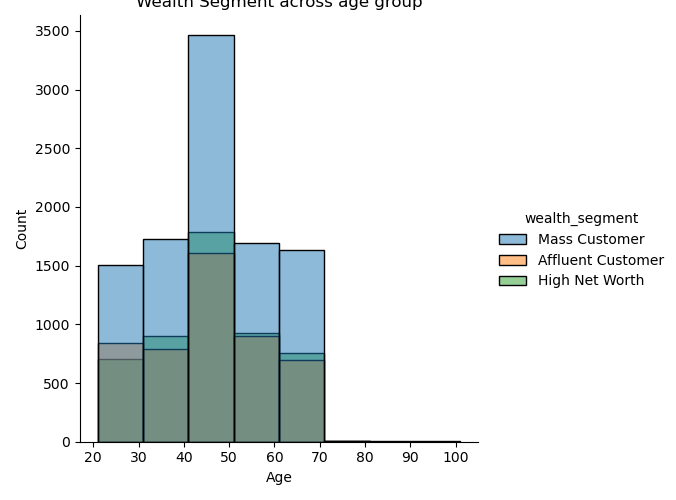 Wealth Segment across age group
3500
3000
2500
2000
1500
1000
500
0
Count
20 30 40 50 60 70 80 90 100
Age
wealth_segment
Mass Customer
Affluent Customer
High Net Worth